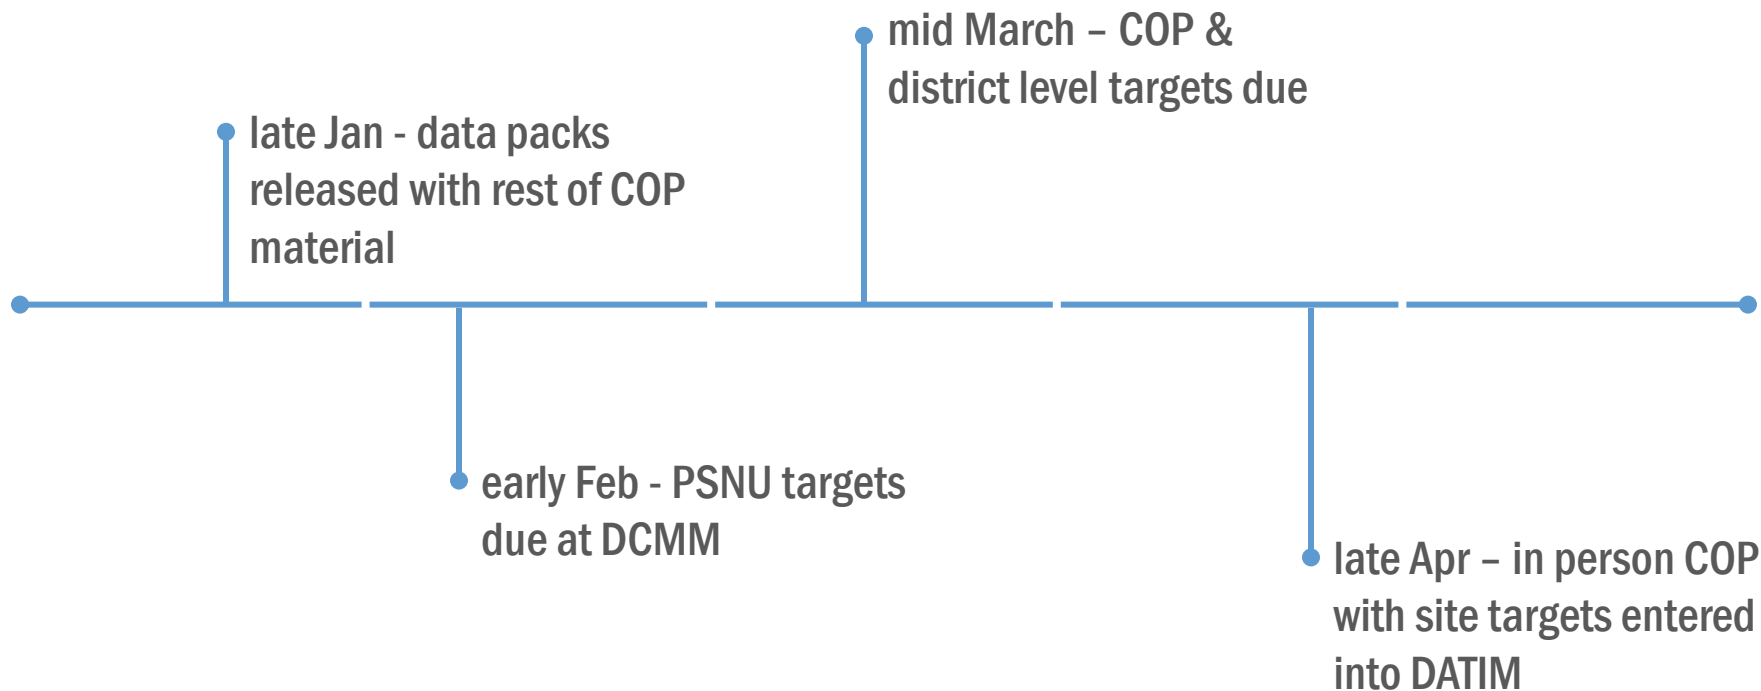 late Jan - data packs
released with rest of COP
material
early Feb - PSNU targets
due at DCMM
mid March – COP &
district level targets due
late Apr – in person COP
with site targets entered
into DATIM